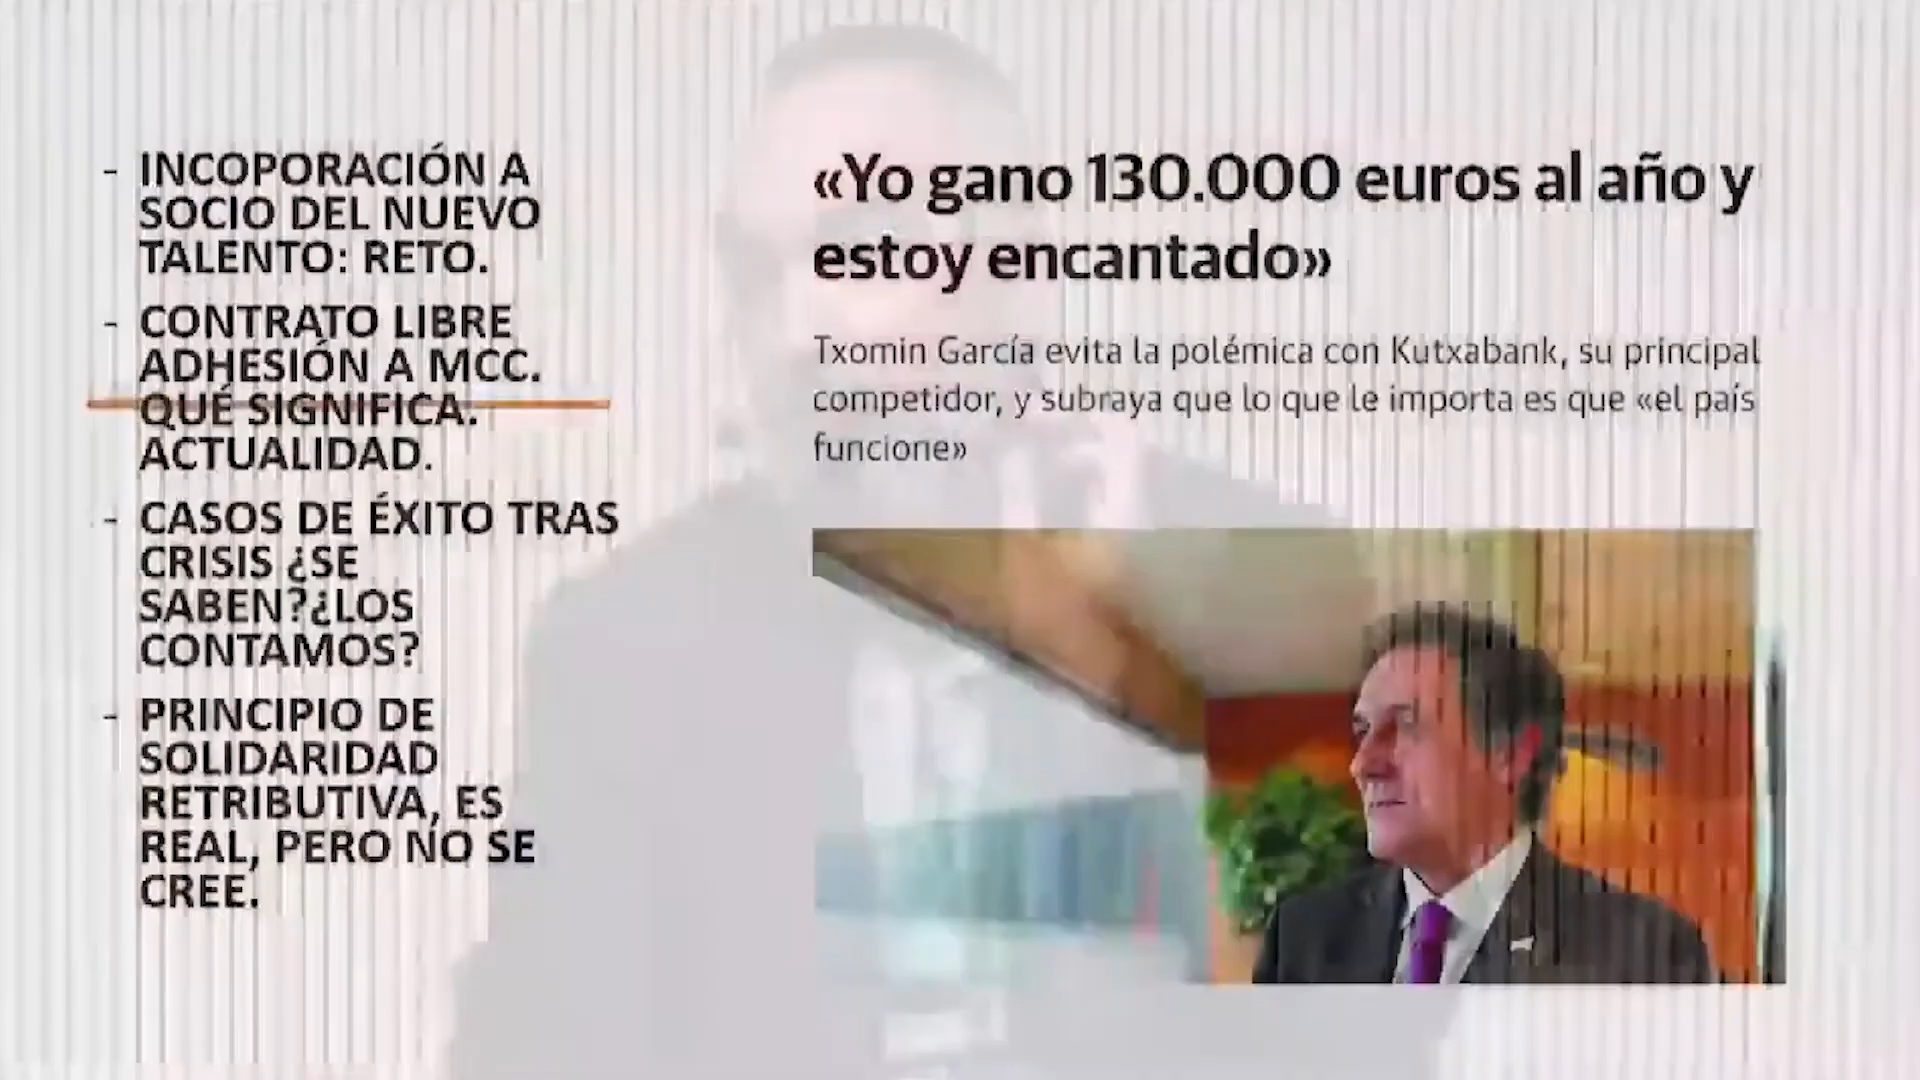 - INCOPORACIÓN A
SOCIO DEL NUEVO
TALENTO: RETO.
- CONTRATO LIBRE
ADHESIÓN A MCC.
QUÉ SIGNIFICA.
ACTUALIDAD.
- CASOS DE ÉXITO TRAS
CRISIS ¿SE
SABEN?¿LOS
CONTAMOS?
- PRINCIPIO DE
SOLIDARIDAD
RETRIBUTIVA, ES
REAL, PERO NO SE
CREE.
«Yo gano 130.000 euros al año y
estoy encantado»
Txomin García evita la polémica con Kutxabank, su principal
competidor, y subraya que lo que le importa es que «el país
funcione»